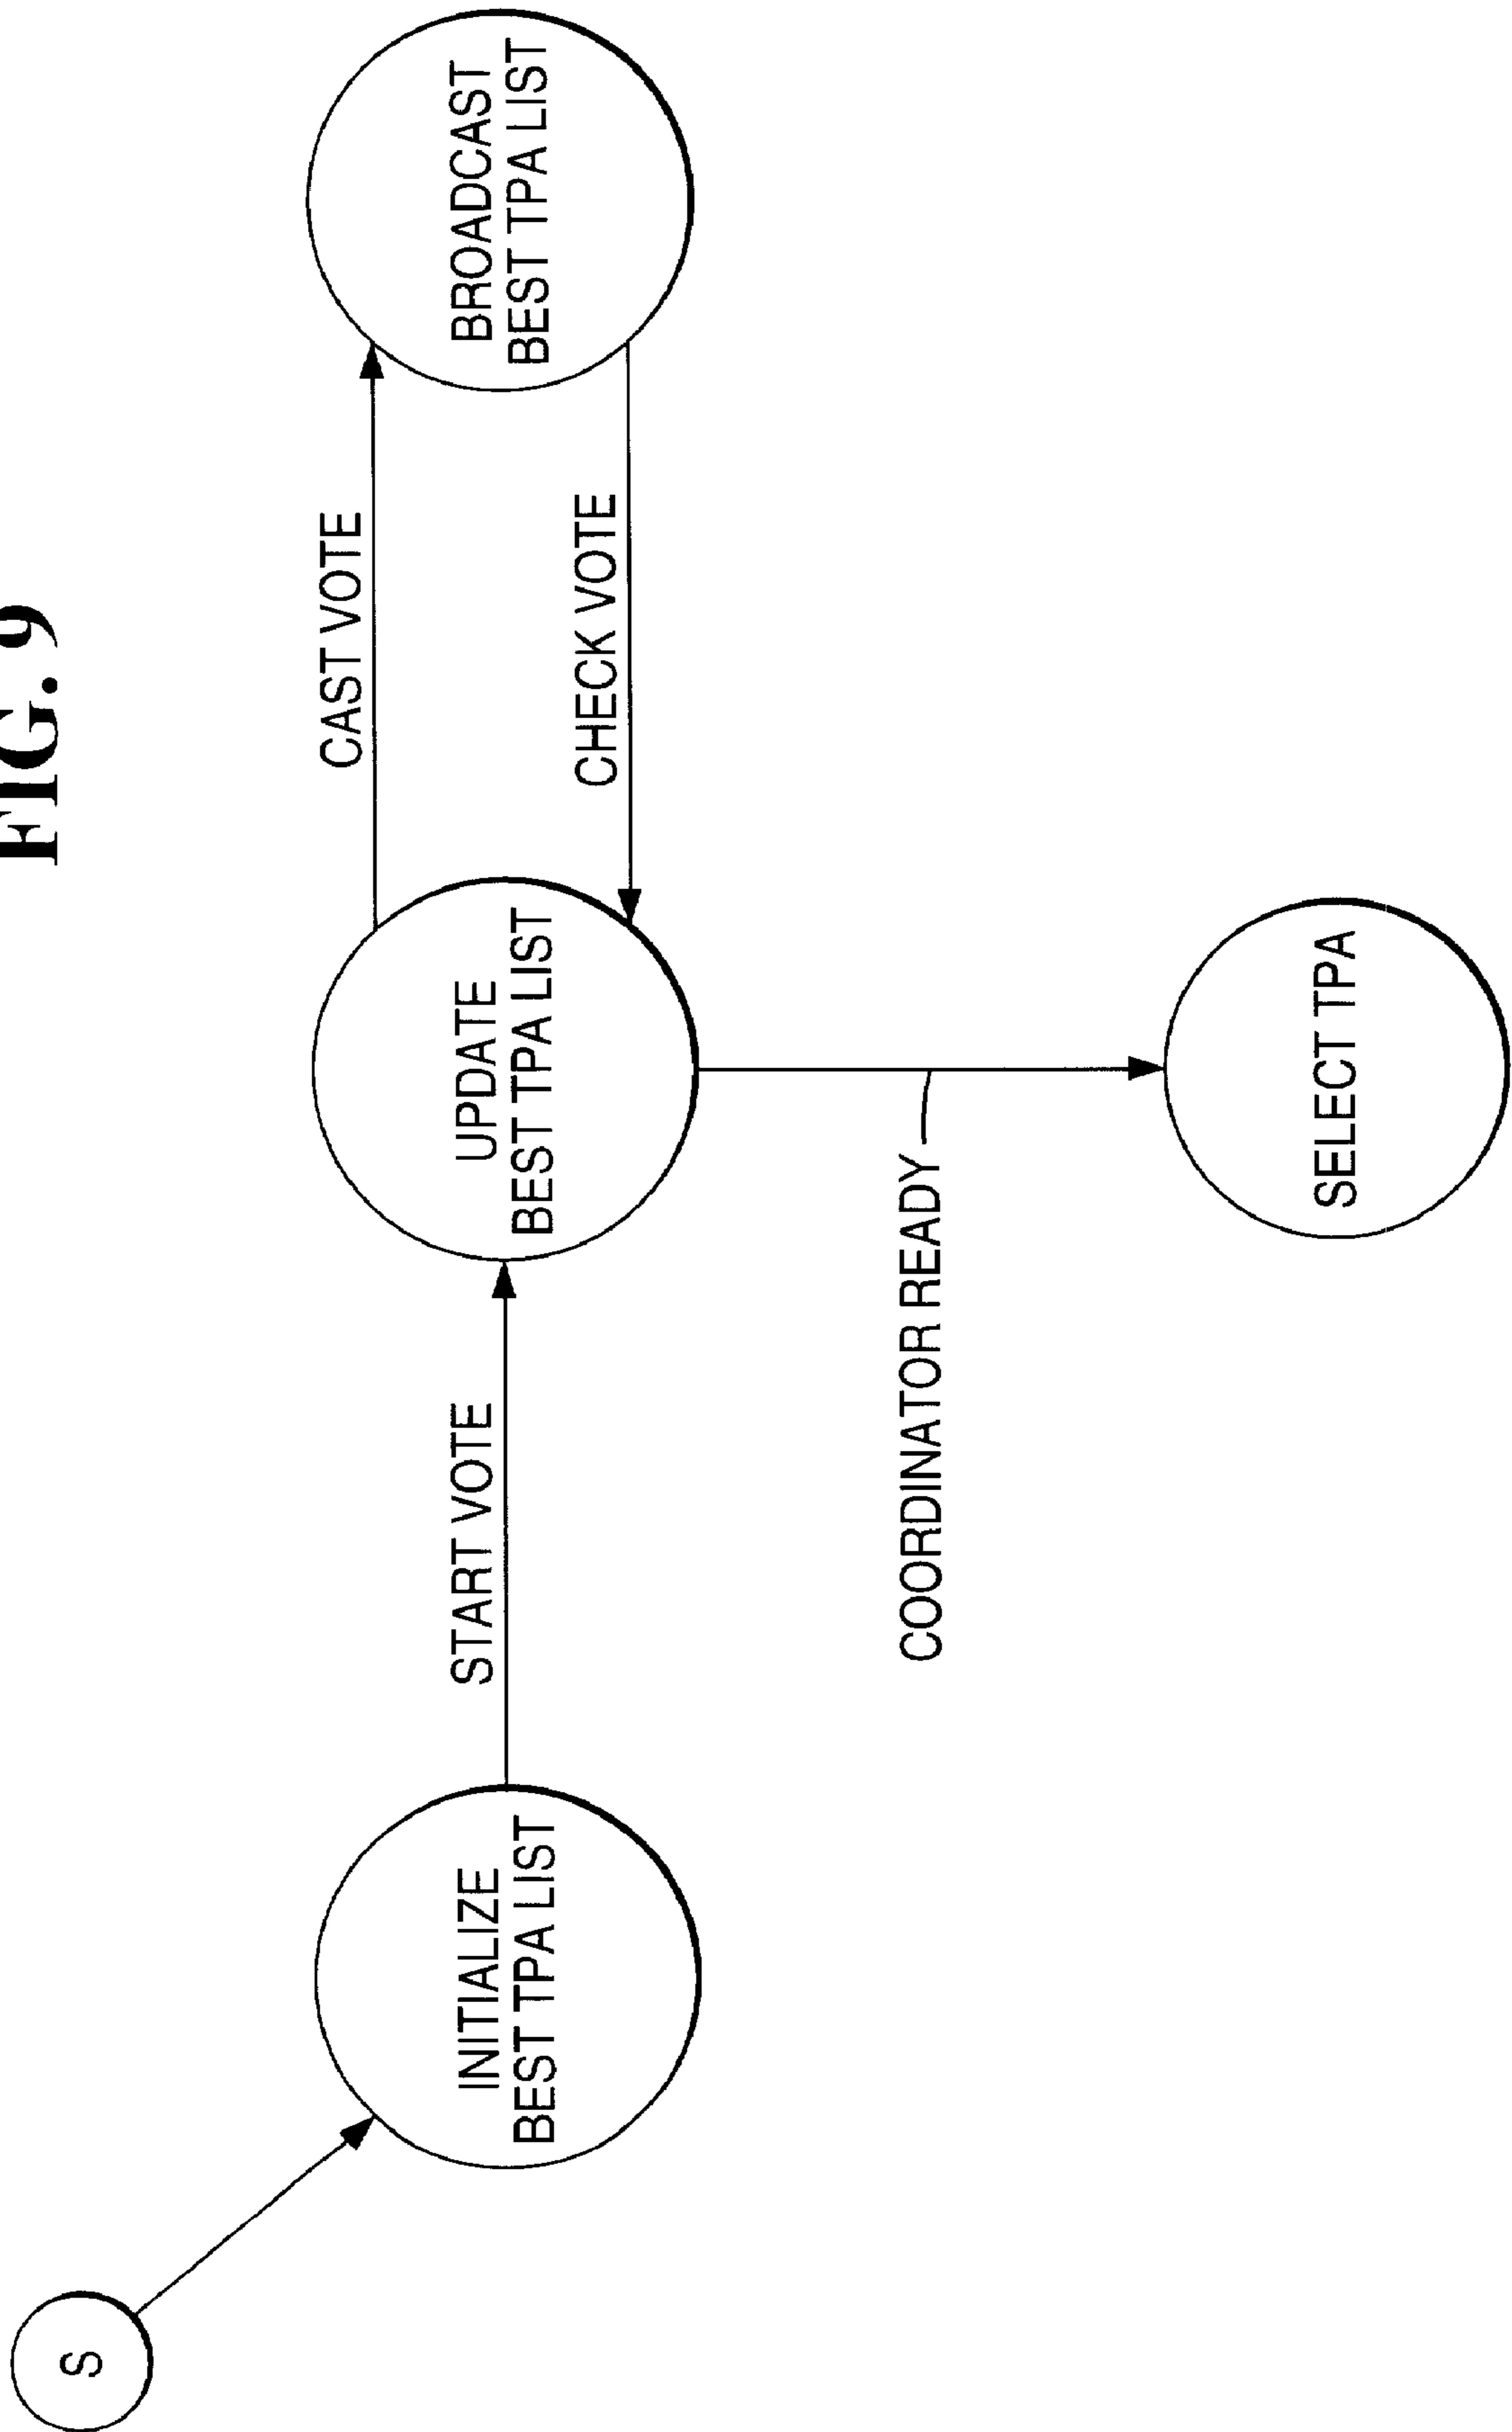 FIG. 9
S
INITIALIZE
BEST TPA LIST
START VOTE
UPDATE
BEST TPA LIST
CAST VOTE
CHECK VOTE
BROADCAST
BEST TPA LIST
COORDINATOR READY
SELECT TPA